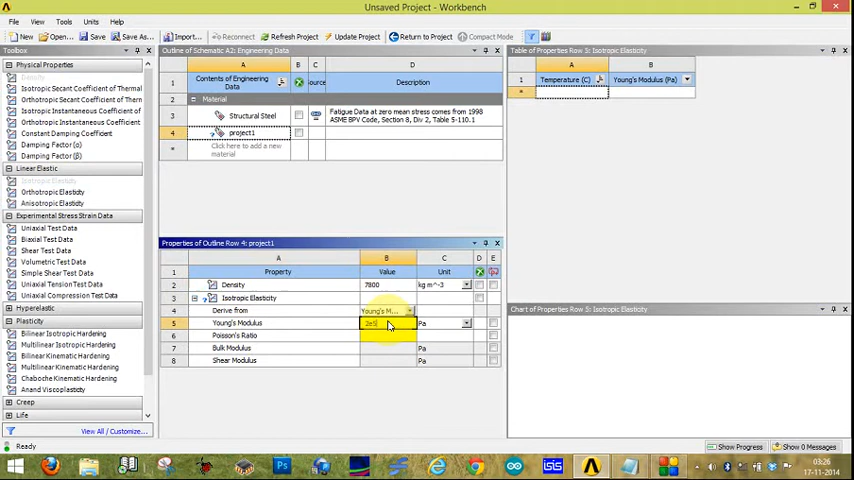 Unsaved Project - Workbench
File View Tools Units Help
New Open... Save Save As... Import... Reconnect Refresh Project Update Project Return to Project Compact Mode
Toolbox
Physical Properties
Density
Isotropic Secant Coefficient of Thermal
Orthotropic Secant Coefficient of
Isotropic Instantaneous Coefficient of
Orthotropic Instantaneous Coefficient of
Constant Damping Coefficient
Damping Factor (α)
Damping Factor (β)
Linear Elastic
Isotropic Elasticity
Orthotropic Elasticity
Anisotropic Elasticity
Experimental Stress Strain Data
Uniaxial Test Data
Biaxial Test Data
Shear Test Data
Volumetric Test Data
Simple Shear Test Data
Uniaxial Tension Test Data
Uniaxial Compression Test Data
Hyperelastic
Plasticity
Bilinear Isotropic Hardening
Multilinear Isotropic Hardening
Bilinear Kinematic Hardening
Multilinear Kinematic Hardening
Chaboche Kinematic Hardening
Anand Viscoplasticity
Creep
Life
View All / Customize...
Outline of Schematic A2: Engineering Data
A B C D
1 Contents of Engineering Data ource Description
2 Material
3 Structural Steel Fatigue Data at zero mean stress comes from 1998 ASME BPV Code, Section 8, Div 2, Table 5-110.1
4 project1
* Click here to add a new material
Properties of Outline Row 4: project1
A B C D E
1 Property Value Unit
2 Density 7800 kg m^-3
3 Isotropic Elasticity
4 Derive from Young's M...
5 Young's Modulus 2e5 Pa
6 Poisson's Ratio
7 Bulk Modulus Pa
8 Shear Modulus Pa
Table of Properties Row 5: Isotropic Elasticity
A B
1 Temperature (C) Young's Modulus (Pa)
*
Chart of Properties Row 5: Isotropic Elasticity
Ready
Show Progress Show 0 Messages
03:26
17-11-2014